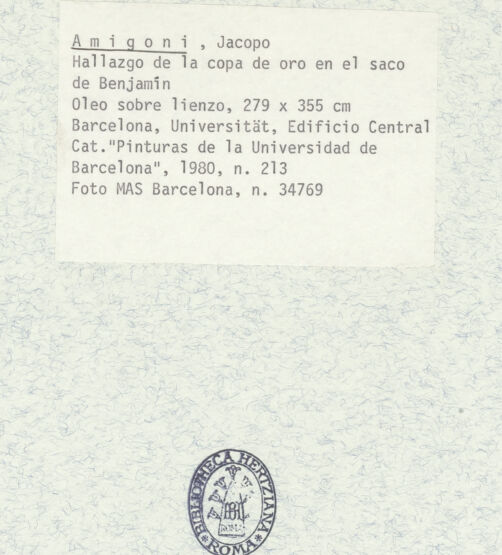 A m i g o n i , Jacopo
Hallazgo de la copa de oro en el saco
de Benjamín
Oleo sobre lienzo, 279 x 355 cm
Barcelona, Universität, Edificio Central
Cat."Pinturas de la Universidad de
Barcelona", 1980, n. 213
Foto MAS Barcelona, n. 34769
BIBLIOTHECA HERTZIANA
ROMA